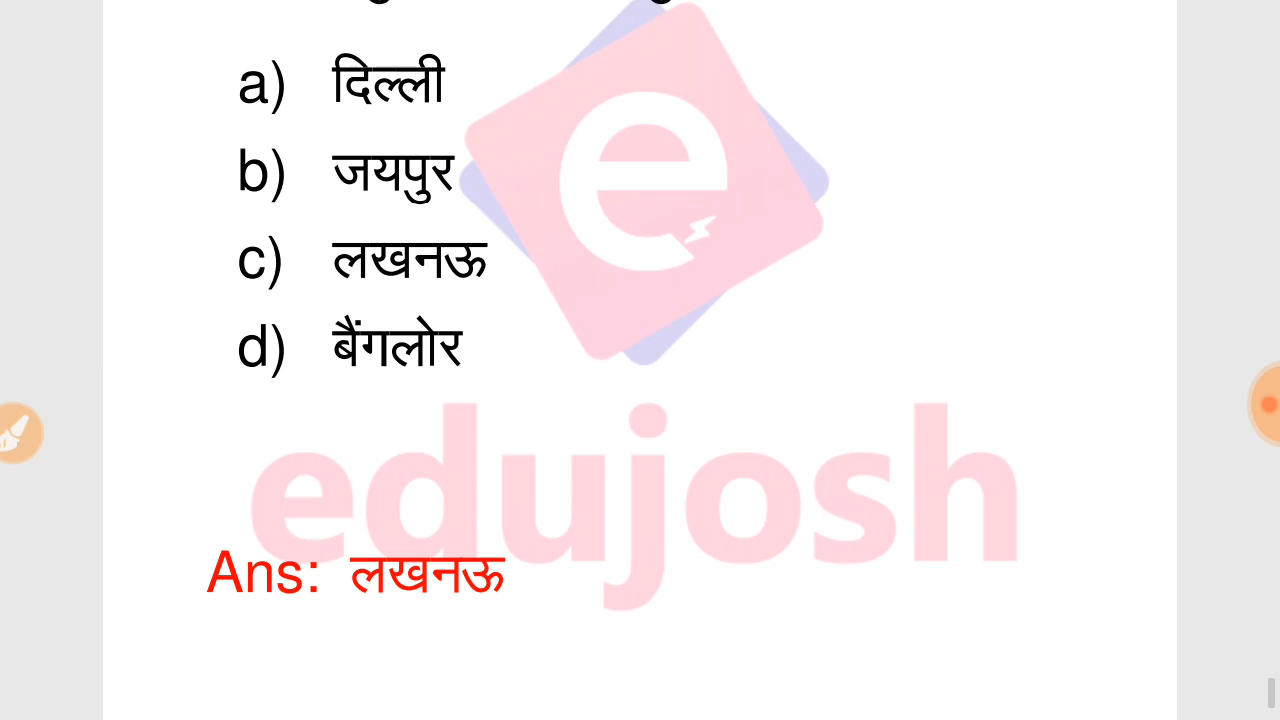 a) दिल्ली
b) जयपुर
c) लखनऊ
d) बैंगलोर
edujosh
Ans: लखनऊ